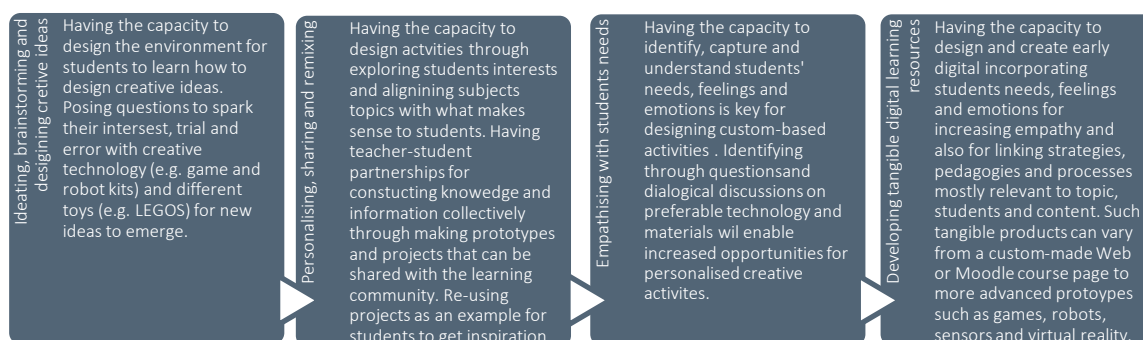 Ideating, brainstorming and
desigining cretive ideas
Having the capacity to
design the environment for
students to learn how to
design creative ideas.
Posing questions to spark
their intersest, trial and
error with creative
technology (e.g. game and
robot kits) and different
toys (e.g. LEGOS) for new
ideas to emerge.
Personalising, sharing and remixing
Having the capacity to
design actvities through
exploring students interests
and alignining subjects
topics with what makes
sense to students. Having
teacher-student
partnerships for
constucting knowedge and
information collectively
through making prototypes
and projects that can be
shared with the learning
community. Re-using
projects as an example for
students to get inspiration
Empathising with students needs
Having the capacity to
identify, capture and
understand students'
needs, feelings and
emotions is key for
designing custom-based
activities . Identifying
through questionsand
dialogical discussions on
preferable technology and
materials wil enable
increased opportunities for
personalised creative
activites.
Developing tangible digital learning
resources
Having the capacity to
design and create early
digital incorporating
students needs, feelings
and emotions for
increasing empathy and
also for linking strategies,
pedagogies and processes
mostly relevant to topic,
students and content. Such
tangible products can vary
from a custom-made Web
or Moodle course page to
more advanced protoypes
such as games, robots,
sensors and virtual reality.